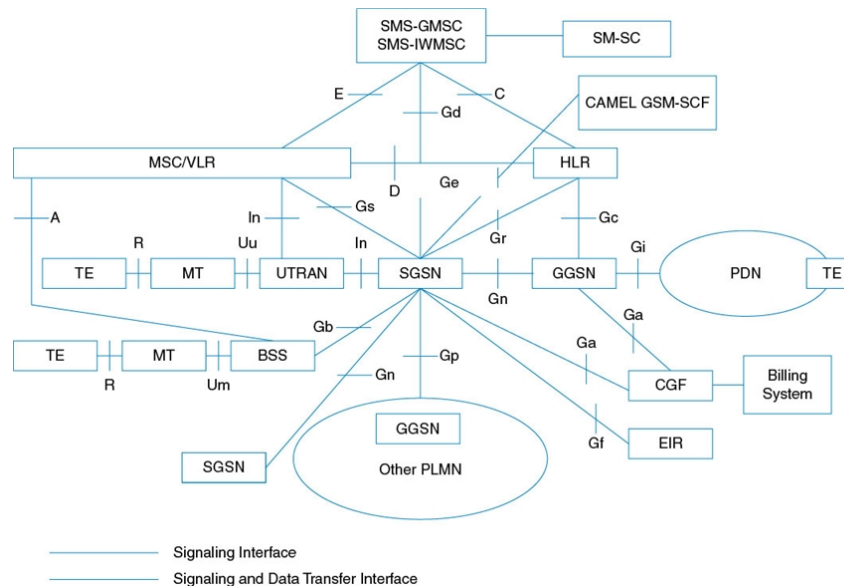 SMS-GMSC
SMS-IWMSC
SM-SC
E
C
Gd
CAMEL GSM-SCF
MSC/VLR
HLR
D
Ge
Gs
A
In
Gr
Gc
R
Uu
In
Gi
TE
MT
UTRAN
SGSN
GGSN
PDN
TE
Gn
Ga
Gb
Ga
TE
MT
BSS
Gp
R
Um
Gn
CGF
Billing
System
GGSN
Gf
EIR
SGSN
Other PLMN
Signaling Interface
Signaling and Data Transfer Interface